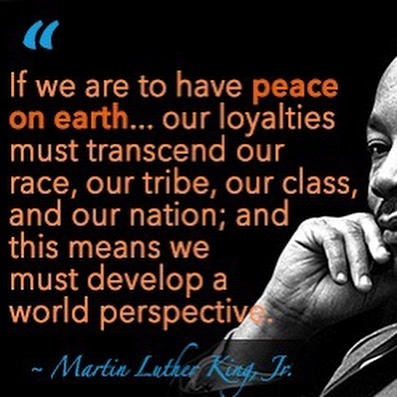 “
If we are to have peace
on earth... our loyalties
must transcend our
race, our tribe, our class,
and our nation; and
this means we
must develop a
world perspective.
~ Martin Luther King, Jr.